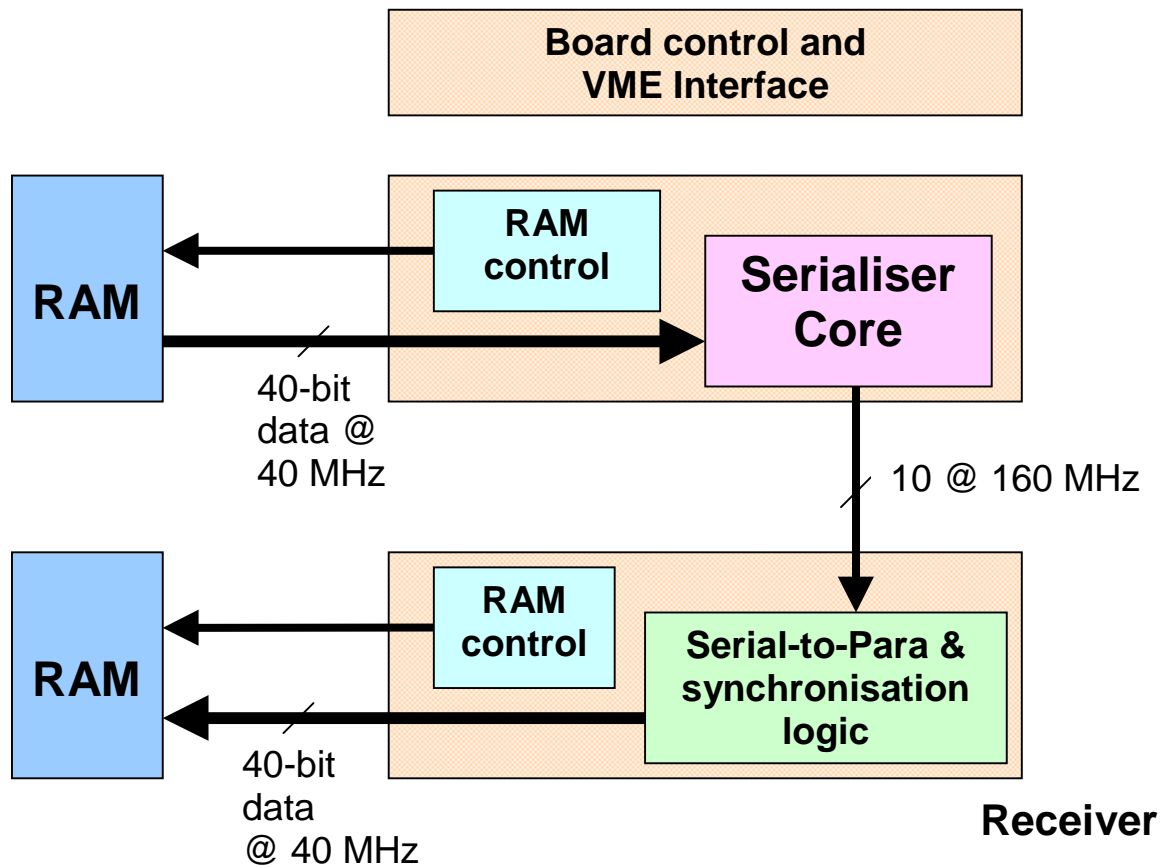 Board control and
VME Interface
RAM
RAM
control
Serialiser
Core
40-bit
data @
40 MHz
10 @ 160 MHz
RAM
RAM
control
Serial-to-Para &
synchronisation
logic
40-bit
data
@ 40 MHz
Receiver